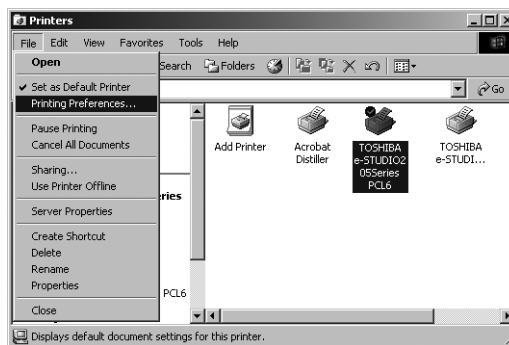 Printers
File Edit View Favorites Tools Help
Open
Set as Default Printer
Printing Preferences...
Pause Printing
Cancel All Documents
Sharing...
Use Printer Offline
Server Properties
Create Shortcut
Delete
Rename
Properties
Close
Search Folders
Go
Add Printer
Acrobat
Distiller
TOSHIBA
e-STUDIO2
05Series
PCL6
TOSHIBA
e-STUDI...
ries
PCL6
Displays default document settings for this printer.